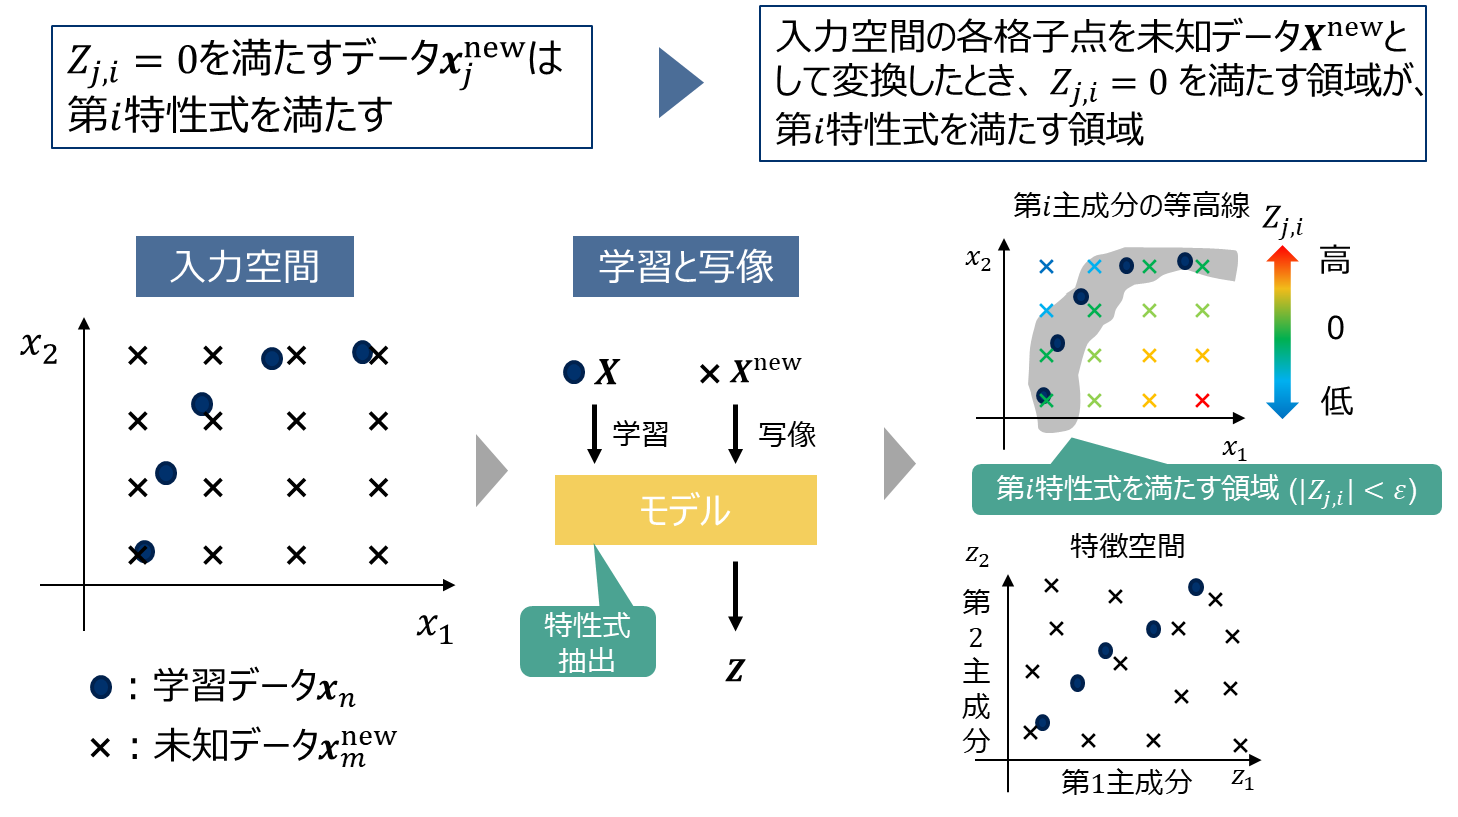 Z_{j,i} = 0を満たすデータx_j^{new}は
第i特性式を満たす
入力空間の各格子点を未知データX^{new}と
して変換したとき、Z_{j,i} = 0 を満たす領域が、
第i特性式を満たす領域
入力空間
x_2
x_1
● : 学習データx_n
× : 未知データx_m^{new}
学習と写像
X
X^{new}
学習
写像
モデル
特性式
抽出
Z
第i主成分の等高線
Z_{j,i}
x_2
高
0
低
x_1
第i特性式を満たす領域 (|Z_{j,i}| < ε)
特徴空間
z_2
第
2
主
成
分
第1主成分
z_1